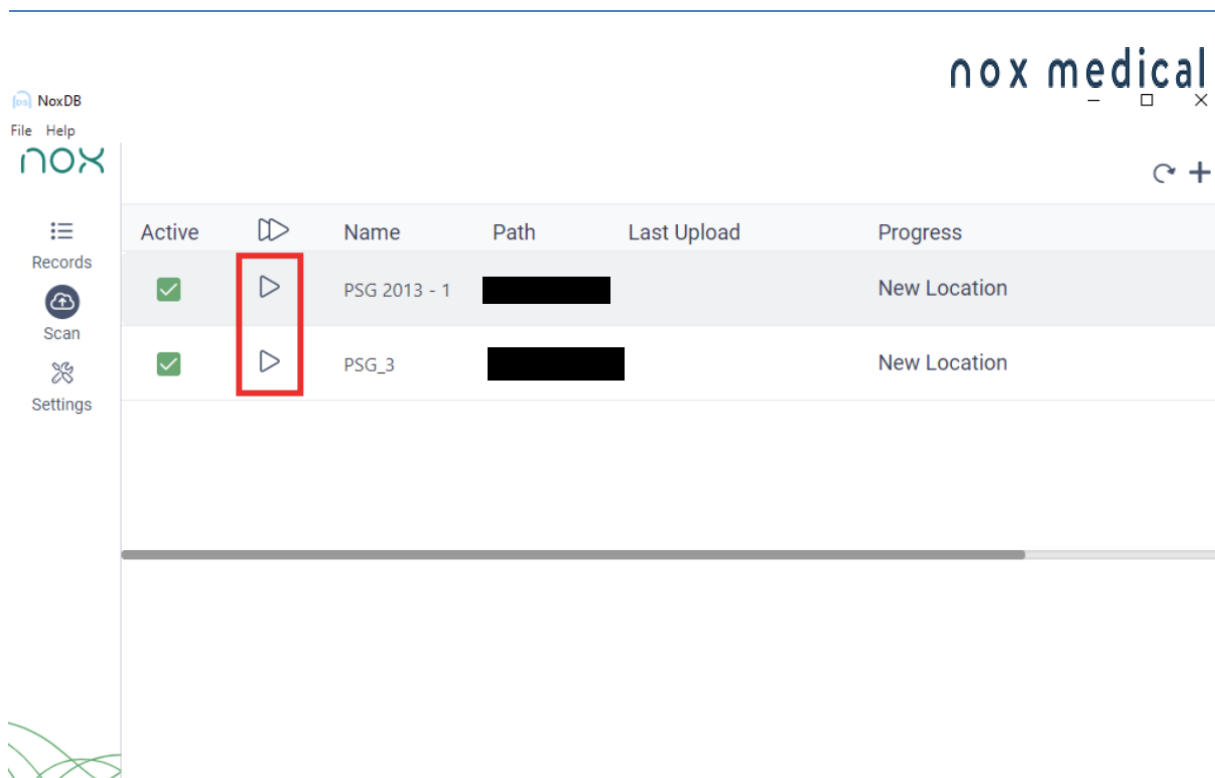 nox medical
DS NoxDB
File Help
nox
Records
Scan
Settings
Active Name Path Last Upload Progress
PSG 2013 - 1 New Location
PSG_3 New Location